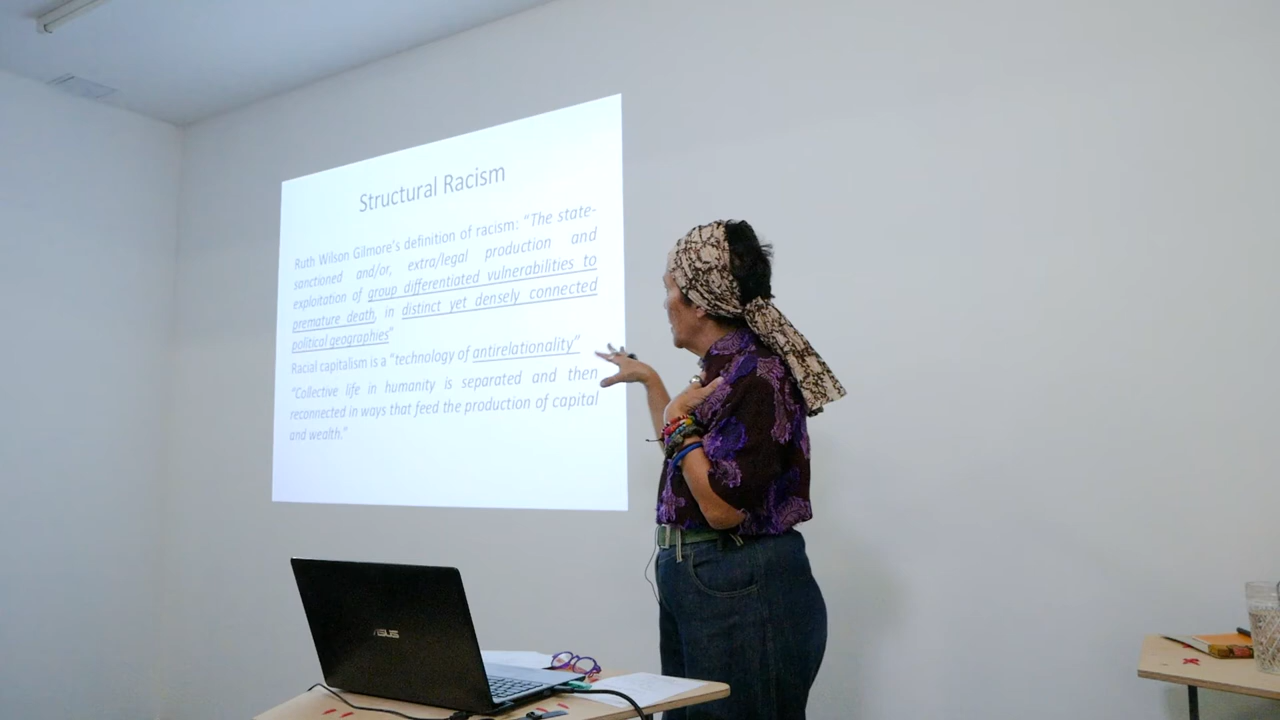 Structural Racism
Ruth Wilson Gilmore's definition of racism: "The state-
sanctioned and/or, extra/legal production and
exploitation of group differentiated vulnerabilities to
premature death, in distinct yet densely connected
political geographies"
Racial capitalism is a "technology of antirelationality"
"Collective life in humanity is separated and then
reconnected in ways that feed the production of capital
and wealth."
ASUS